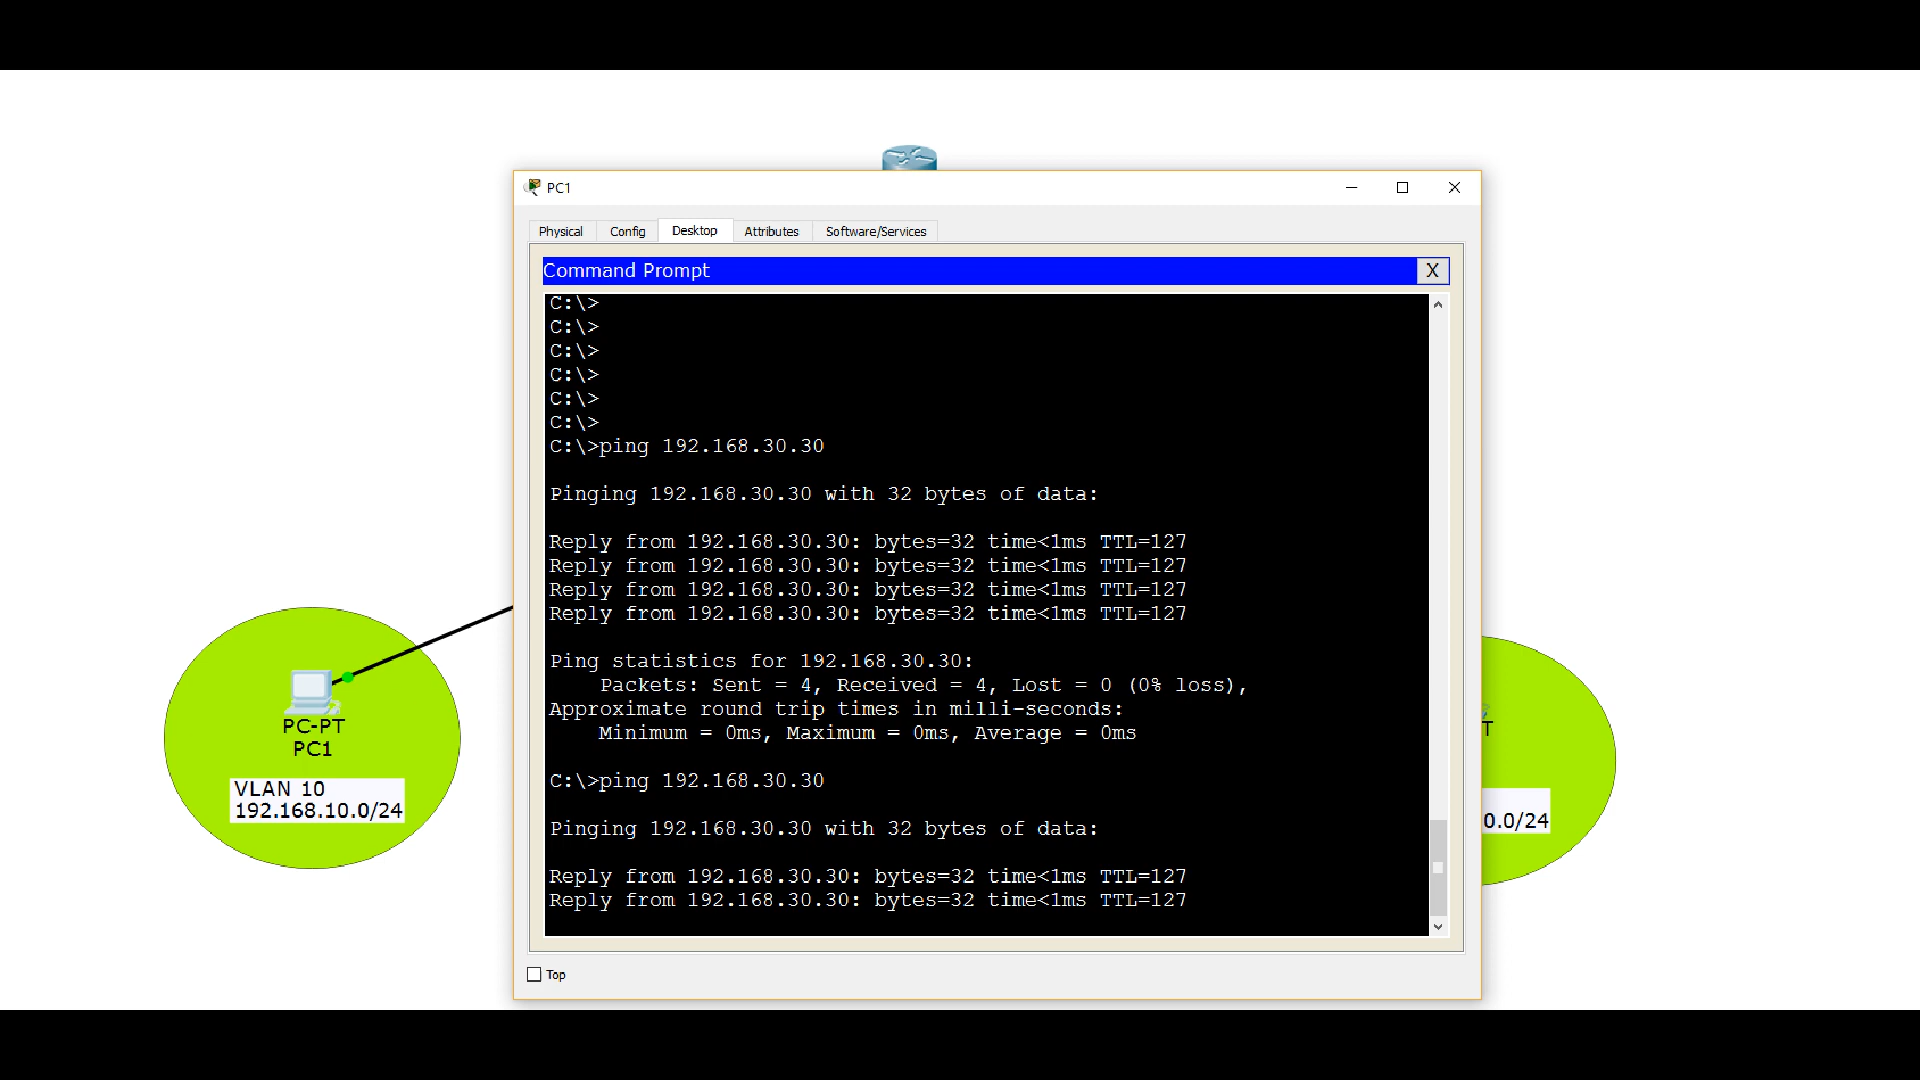 PC1
Physical Config Desktop Attributes Software/Services
Command Prompt X
C:\>
C:\>
C:\>
C:\>
C:\>
C:\>
C:\>ping 192.168.30.30
Pinging 192.168.30.30 with 32 bytes of data:
Reply from 192.168.30.30: bytes=32 time<1ms TTL=127
Reply from 192.168.30.30: bytes=32 time<1ms TTL=127
Reply from 192.168.30.30: bytes=32 time<1ms TTL=127
Reply from 192.168.30.30: bytes=32 time<1ms TTL=127
Ping statistics for 192.168.30.30:
Packets: Sent = 4, Received = 4, Lost = 0 (0% loss),
Approximate round trip times in milli-seconds:
Minimum = 0ms, Maximum = 0ms, Average = 0ms
C:\>ping 192.168.30.30
Pinging 192.168.30.30 with 32 bytes of data:
Reply from 192.168.30.30: bytes=32 time<1ms TTL=127
Reply from 192.168.30.30: bytes=32 time<1ms TTL=127
Top
PC-PT
PC1
VLAN 10
192.168.10.0/24
T
0.0/24